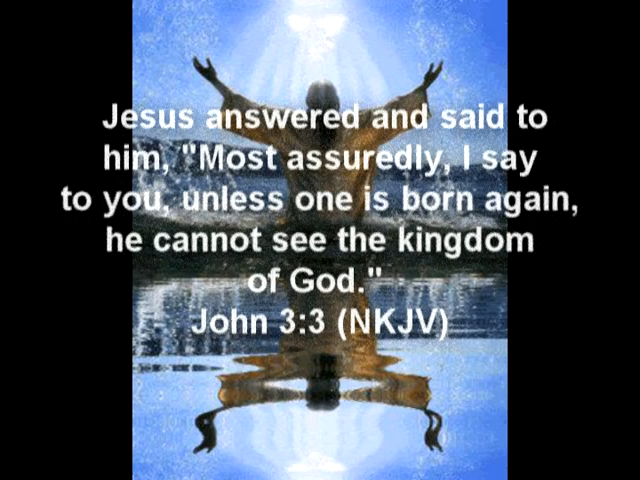 Jesus answered and said to
him, "Most assuredly, I say
to you, unless one is born again,
he cannot see the kingdom
of God."
John 3:3 (NKJV)